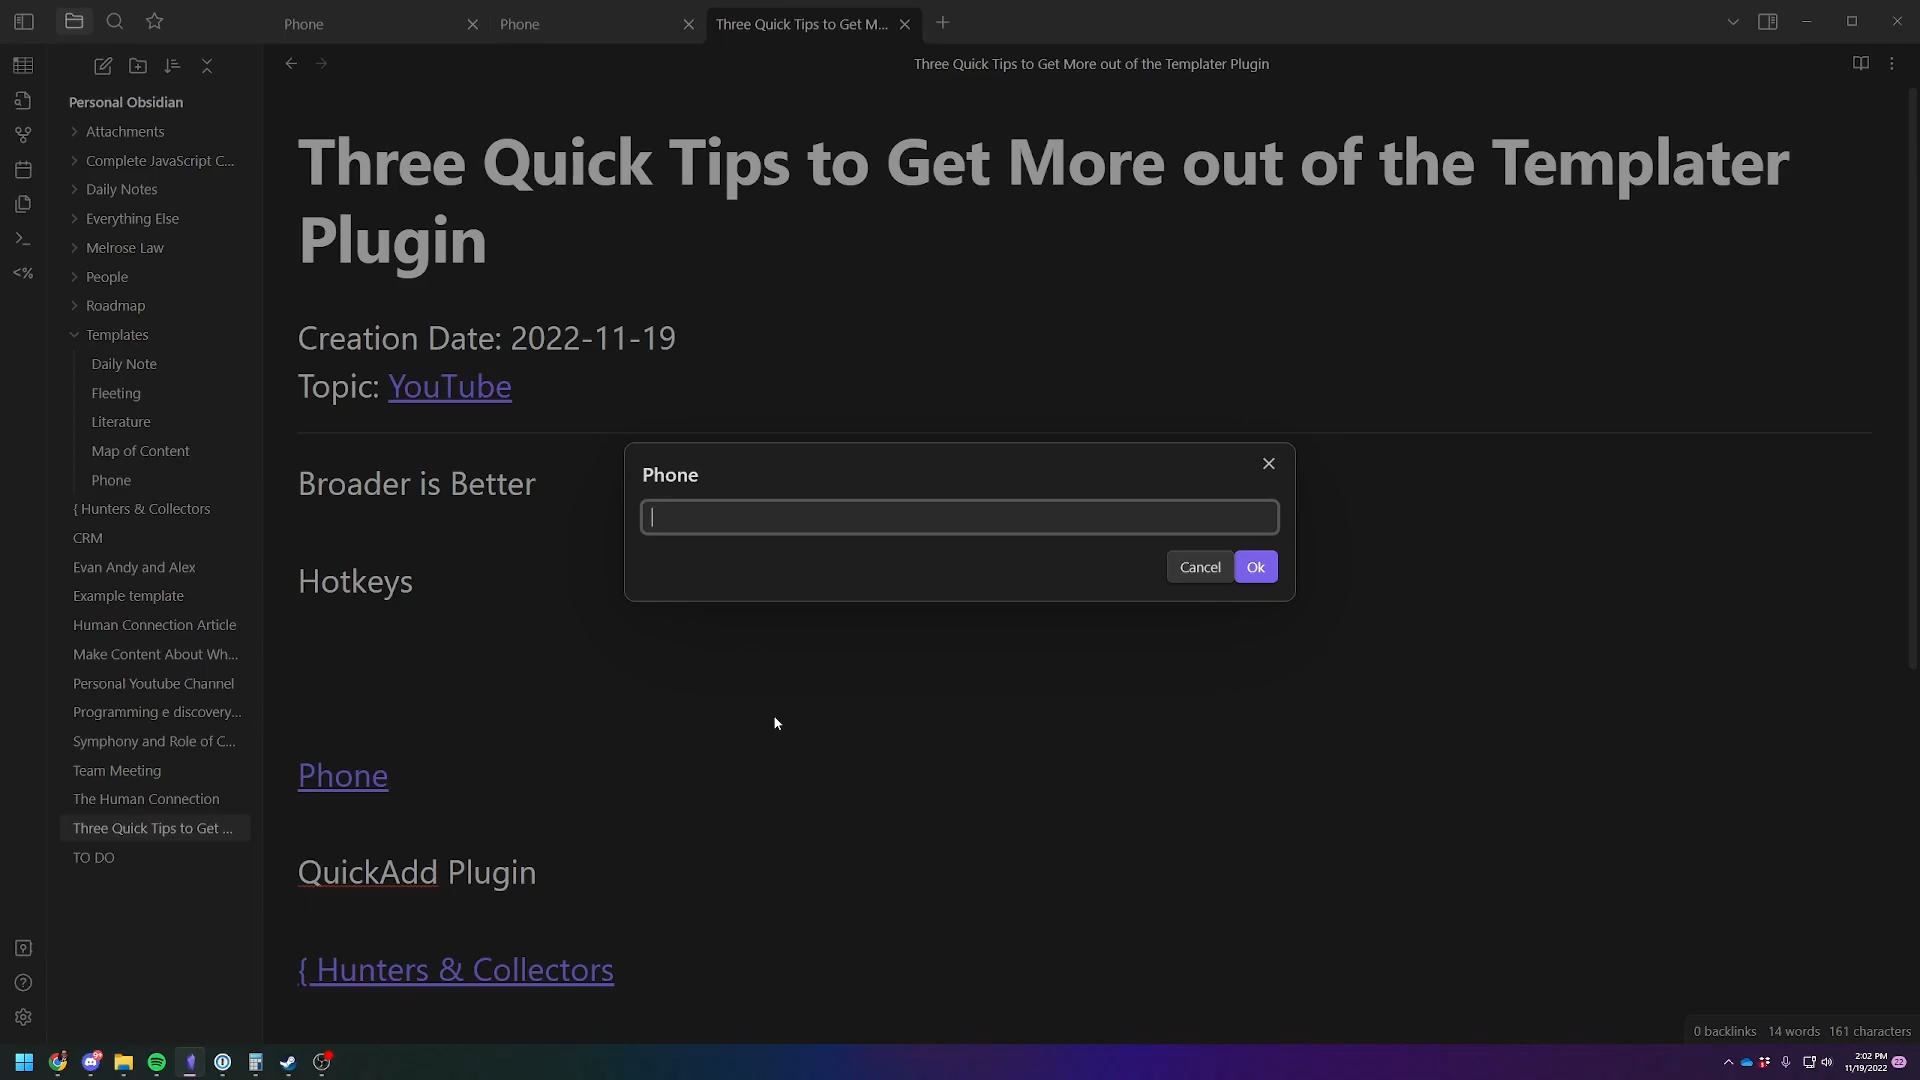 Phone
Phone
Three Quick Tips to Get M...
Three Quick Tips to Get More out of the Templater Plugin
Personal Obsidian
Attachments
Complete JavaScript C...
Daily Notes
Everything Else
Melrose Law
People
Roadmap
Templates
Daily Note
Fleeting
Literature
Map of Content
Phone
{ Hunters & Collectors
CRM
Evan Andy and Alex
Example template
Human Connection Article
Make Content About Wh...
Personal Youtube Channel
Programming e discovery...
Symphony and Role of C...
Team Meeting
The Human Connection
Three Quick Tips to Get ...
TO DO
<%
Three Quick Tips to Get More out of the Templater
Plugin
Creation Date: 2022-11-19
Topic: YouTube
Broader is Better
Hotkeys
Phone
QuickAdd Plugin
{ Hunters & Collectors
Phone
Cancel
Ok
0 backlinks 14 words 161 characters
2:02 PM
11/19/2022
22